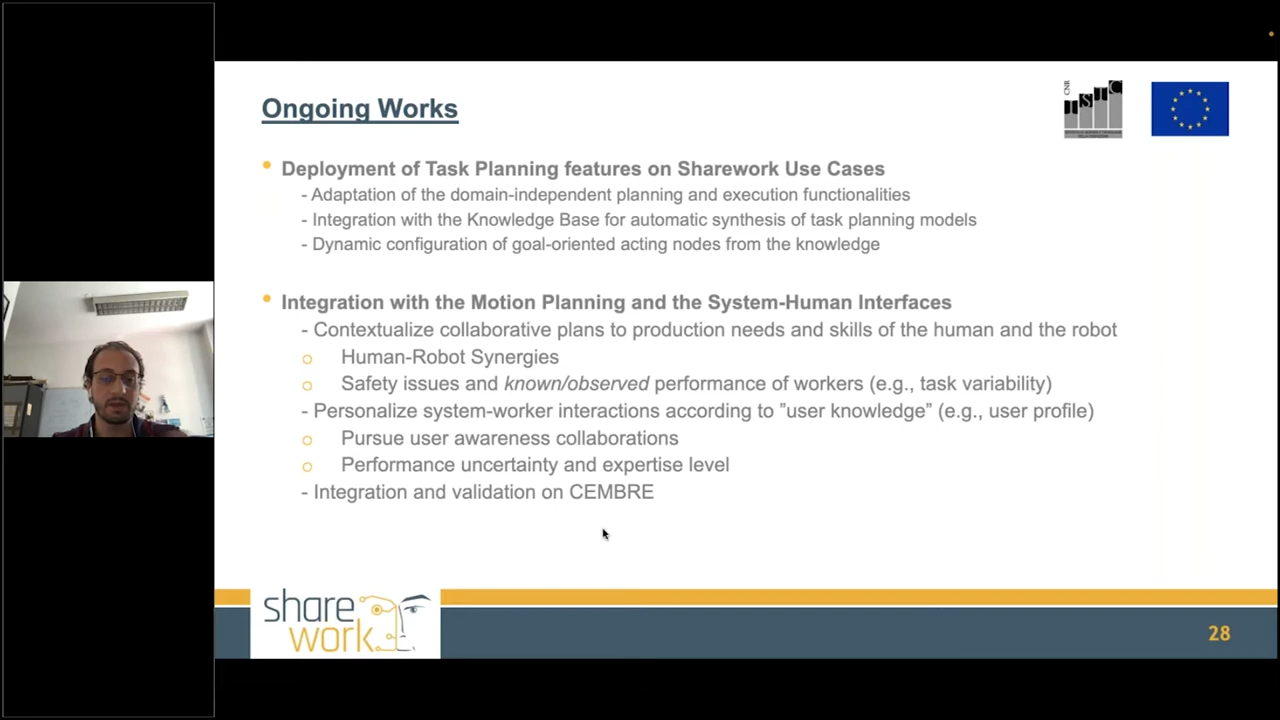 Ongoing Works
CNR
ISTC
• Deployment of Task Planning features on Sharework Use Cases
- Adaptation of the domain-independent planning and execution functionalities
- Integration with the Knowledge Base for automatic synthesis of task planning models
- Dynamic configuration of goal-oriented acting nodes from the knowledge
• Integration with the Motion Planning and the System-Human Interfaces
- Contextualize collaborative plans to production needs and skills of the human and the robot
o Human-Robot Synergies
o Safety issues and known/observed performance of workers (e.g., task variability)
- Personalize system-worker interactions according to ”user knowledge” (e.g., user profile)
o Pursue user awareness collaborations
o Performance uncertainty and expertise level
- Integration and validation on CEMBRE
share
work
28